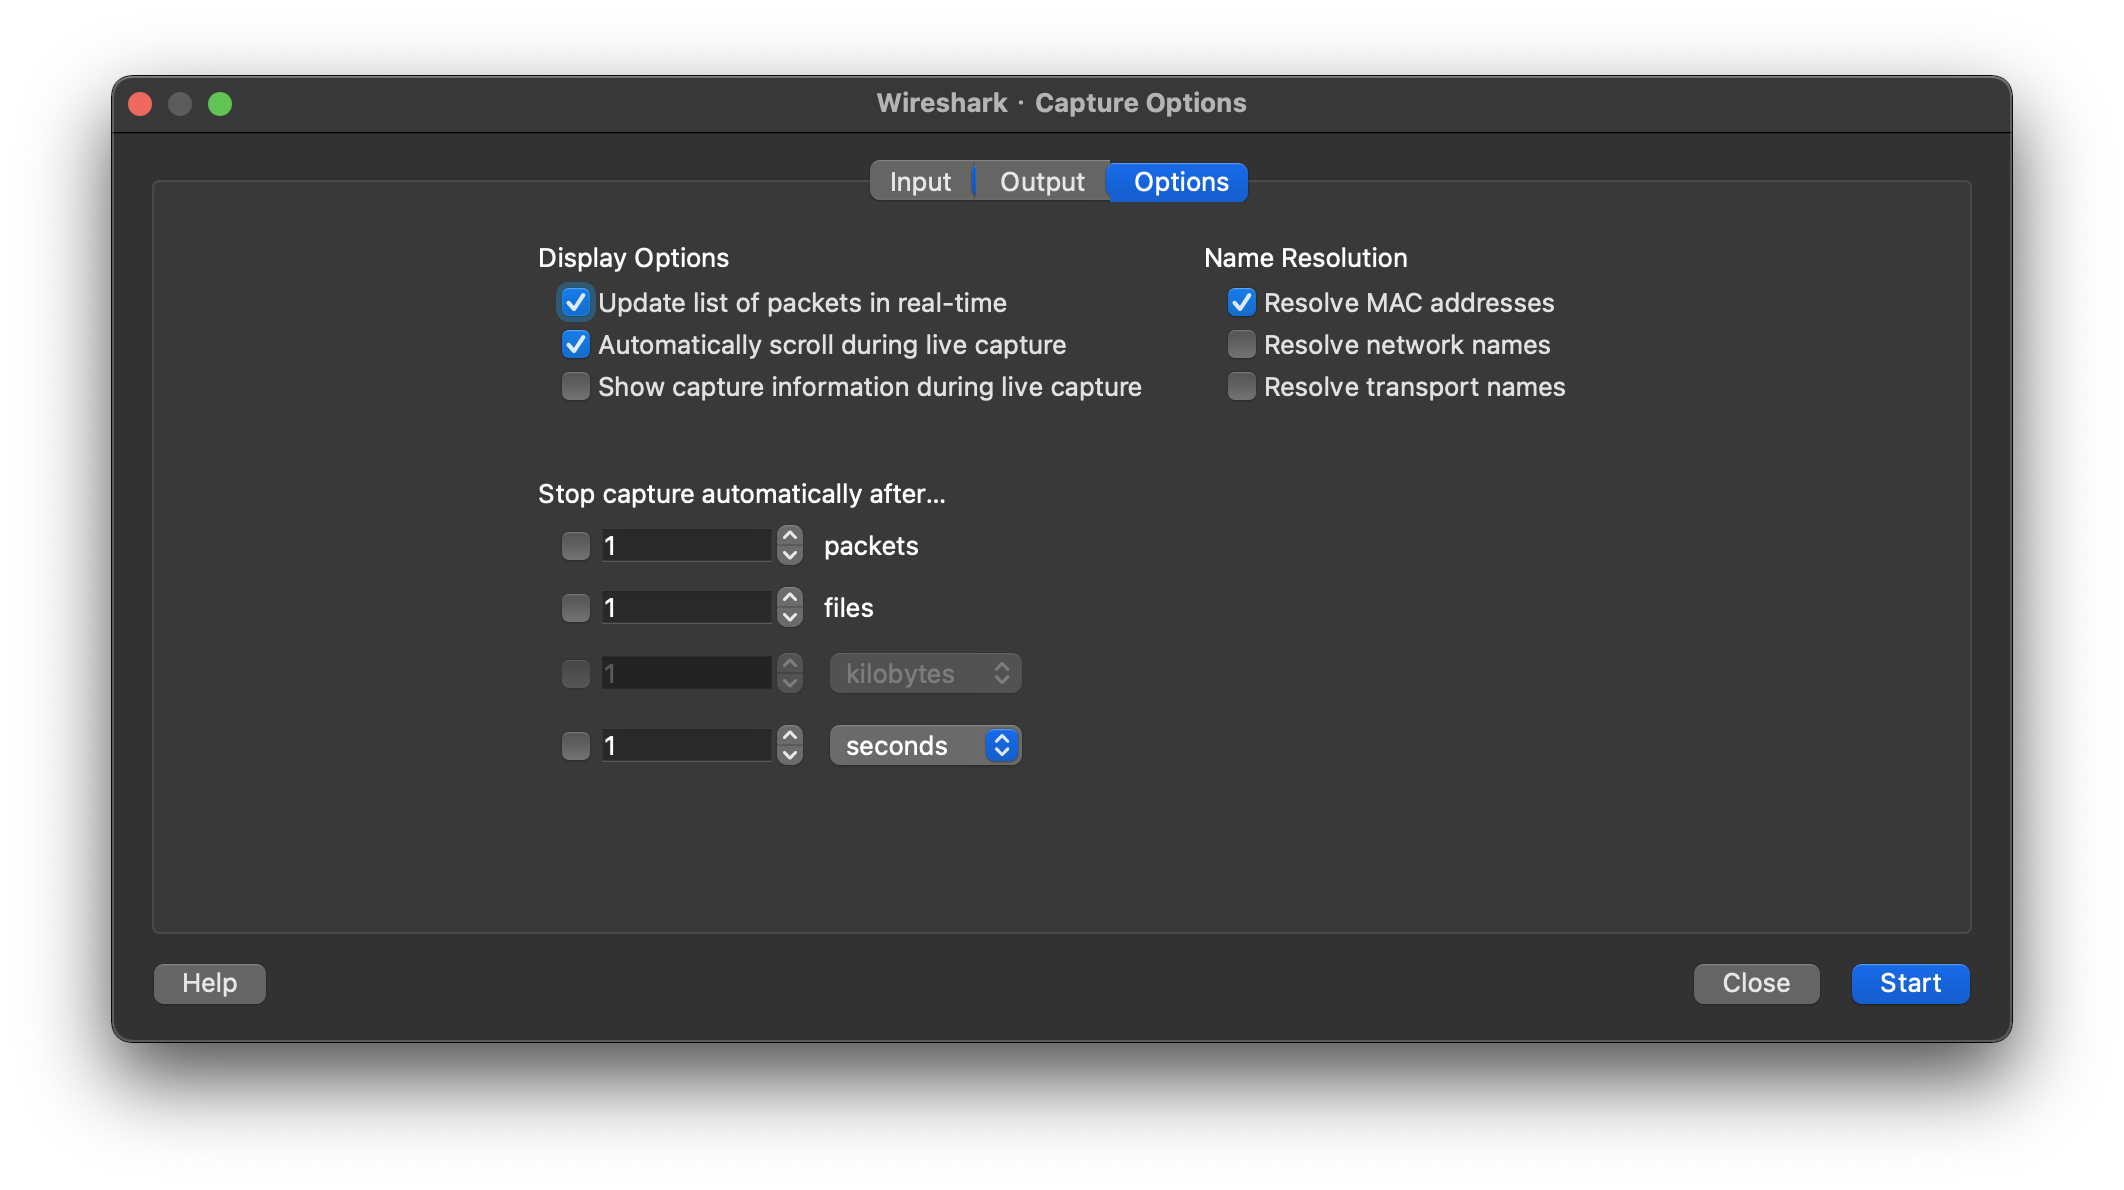 Wireshark · Capture Options
Input Output Options
Display Options
Update list of packets in real-time
Automatically scroll during live capture
Show capture information during live capture
Name Resolution
Resolve MAC addresses
Resolve network names
Resolve transport names
Stop capture automatically after...
1 packets
1 files
1 kilobytes
1 seconds
Help Close Start